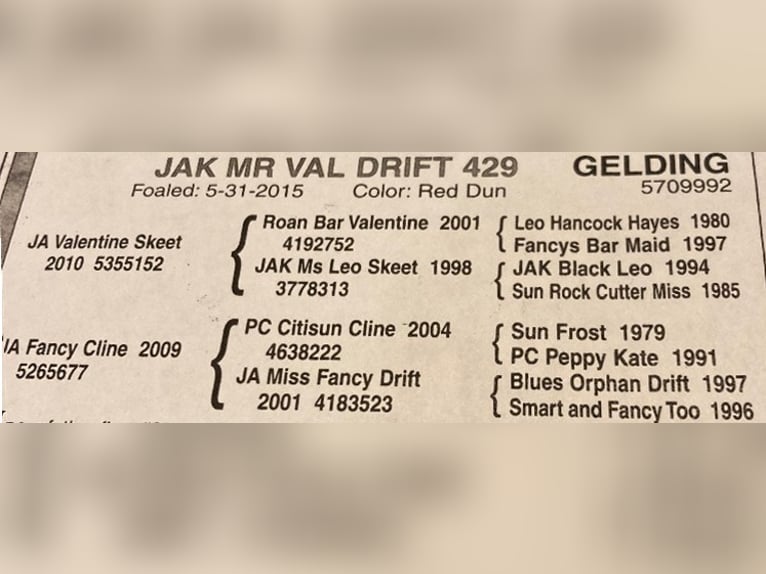 JAK MR VAL DRIFT 429 GELDING
Foaled: 5-31-2015 Color: Red Dun 5709992
JA Valentine Skeet
2010 5355152
Roan Bar Valentine 2001
4192752
JAK Ms Leo Skeet 1998
3778313
Leo Hancock Hayes 1980
Fancys Bar Maid 1997
JAK Black Leo 1994
Sun Rock Cutter Miss 1985
JA Fancy Cline 2009
5265677
PC Citisun Cline 2004
4638222
JA Miss Fancy Drift
2001 4183523
Sun Frost 1979
PC Peppy Kate 1991
Blues Orphan Drift 1997
Smart and Fancy Too 1996